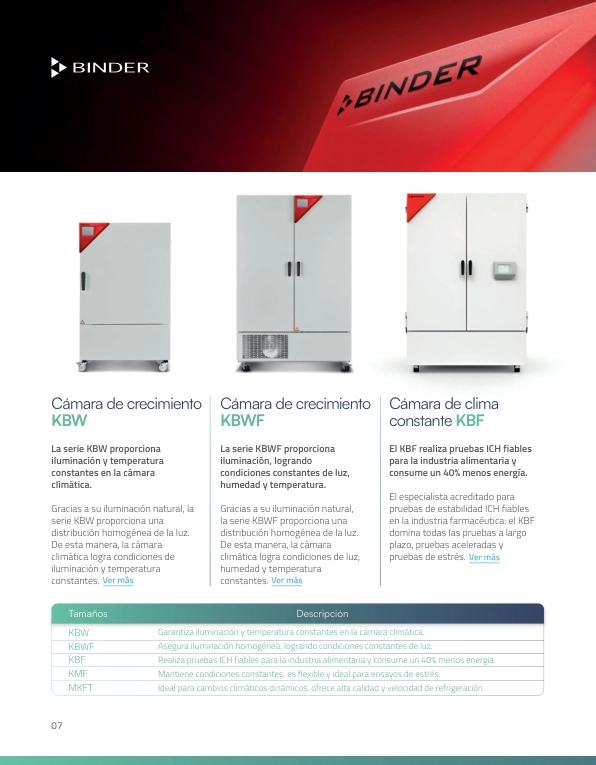 BINDER
BINDER
Cámara de crecimiento
KBW
La serie KBW proporciona
iluminación y temperatura
constantes en la cámara
climática.
Gracias a su iluminación natural, la
serie KBW proporciona una
distribución homogénea de la luz.
De esta manera, la cámara
climática logra condiciones de
iluminación y temperatura
constantes. Ver más
Cámara de crecimiento
KBWF
La serie KBWF proporciona
iluminación, logrando
condiciones constantes de luz,
humedad y temperatura.
Gracias a su iluminación natural,
la serie KBWF proporciona una
distribución homogénea de la luz.
De esta manera, la cámara
climática logra condiciones de luz,
humedad y temperatura
constantes. Ver más
Cámara de clima
constante KBF
El KBF realiza pruebas ICH fiables
para la industria alimentaria y
consume un 40% menos energía.
El especialista acreditado para
pruebas de estabilidad ICH fiables
en la industria farmacéutica: el KBF
domina todas las pruebas a largo
plazo, pruebas aceleradas y
pruebas de estrés. Ver más
Tamaños Descripción
KBW Garantiza iluminación y temperatura constantes en la cámara climática.
KBWF Asegura iluminación homogénea, logrando condiciones constantes de luz.
KBF Realiza pruebas ICH fiables para la industria alimentaria y consume un 40% menos energía.
KMF Mantiene condiciones constantes, es flexible y ideal para ensayos de estrés.
MKFT Ideal para cambios climáticos dinámicos, ofrece alta calidad y velocidad de refrigeración.
07